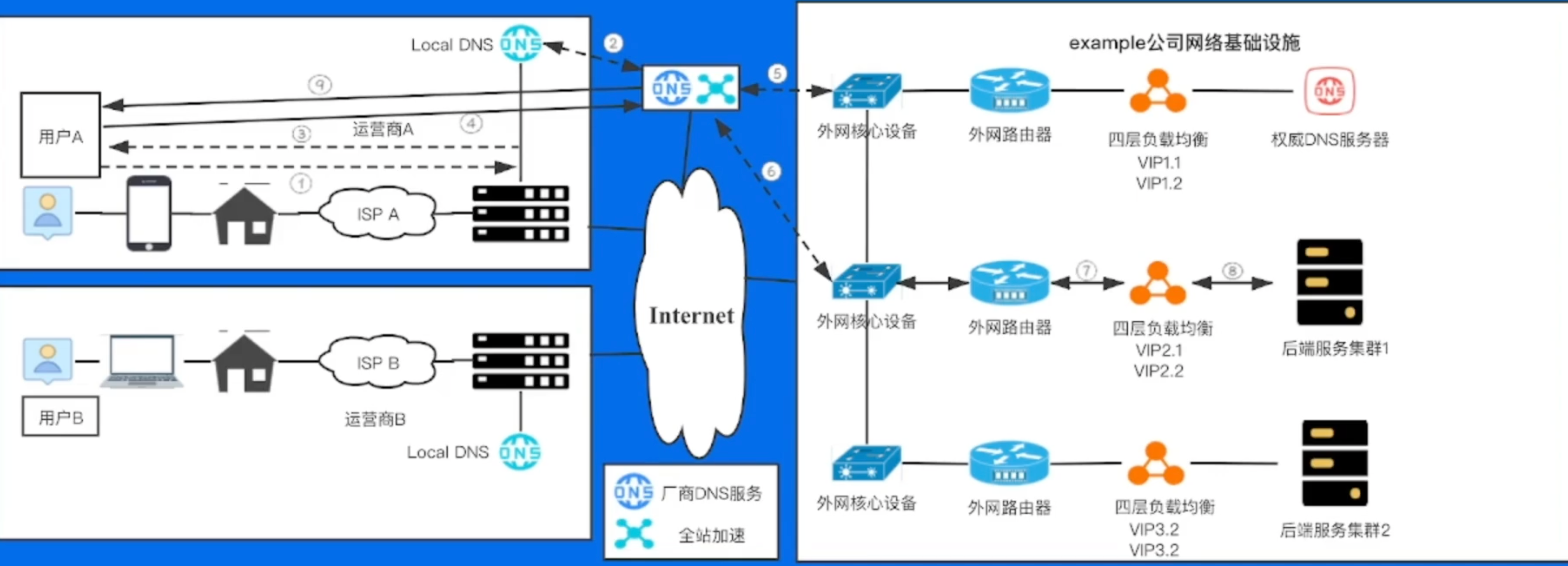 Local DNS
DNS
②
⑨
用户A
④
运营商A
③
①
ISP A
用户B
ISP B
运营商B
Local DNS
DNS
DNS
⑤
⑥
Internet
DNS 厂商DNS服务
全站加速
example公司网络基础设施
DNS
外网核心设备
外网路由器
四层负载均衡
VIP1.1
VIP1.2
权威DNS服务器
⑦
⑧
外网核心设备
外网路由器
四层负载均衡
VIP2.1
VIP2.2
后端服务集群1
外网核心设备
外网路由器
四层负载均衡
VIP3.2
VIP3.2
后端服务集群2